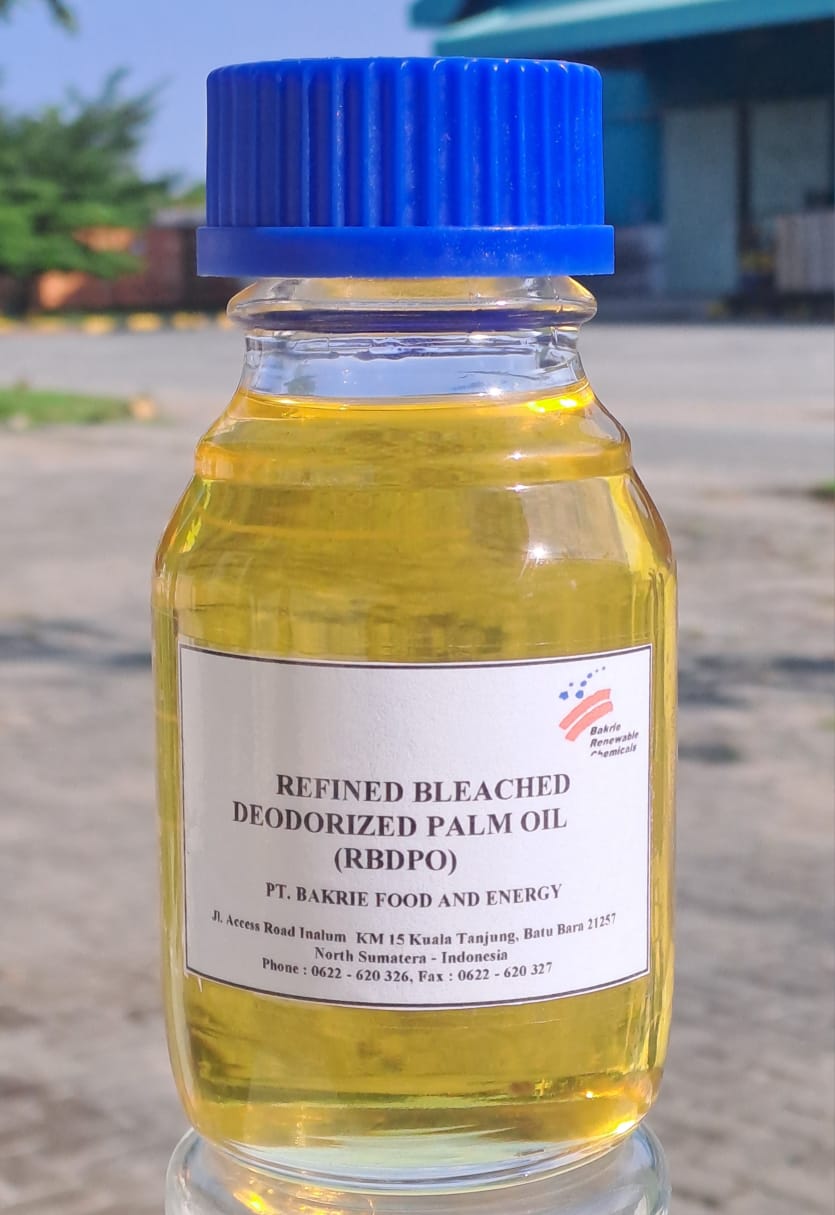 Bakrie
Renewable
Chemicals
REFINED BLEACHED
DEODORIZED PALM OIL
(RBDPO)
PT. BAKRIE FOOD AND ENERGY
Jl. Access Road Inalum KM 15 Kuala Tanjung, Batu Bara 21257
North Sumatera - Indonesia
Phone : 0622 - 620 326, Fax : 0622 - 620 327